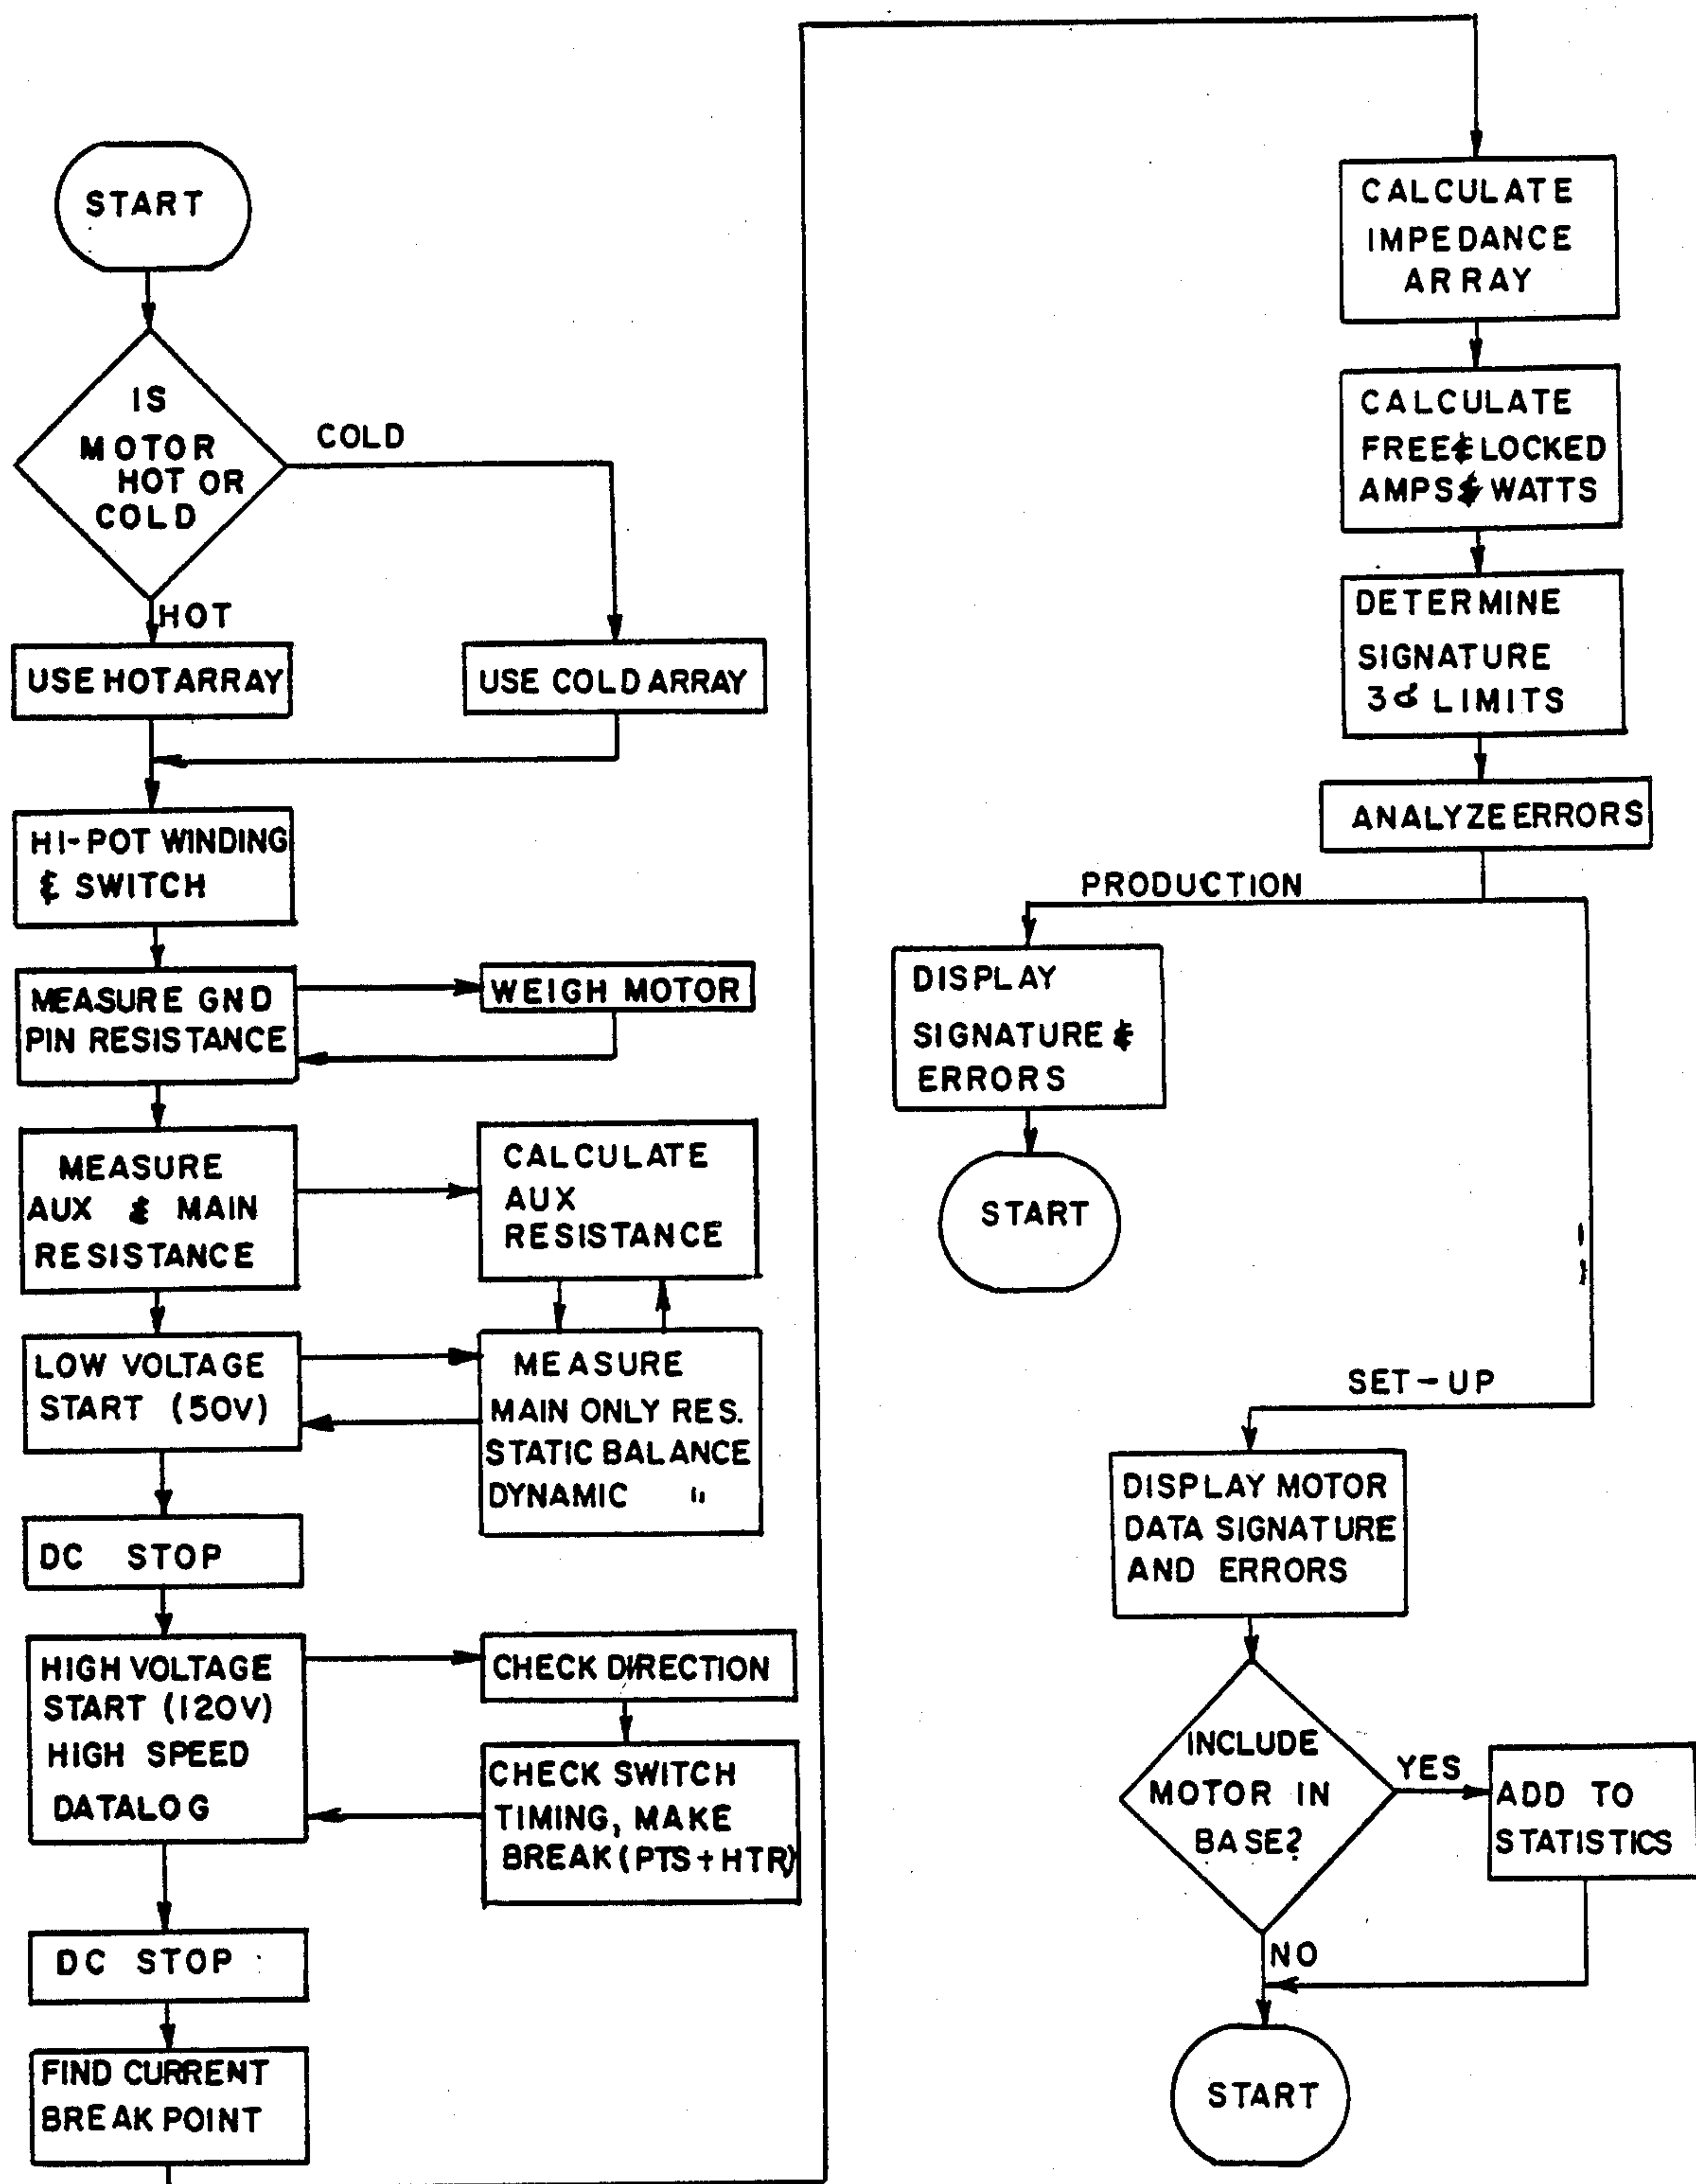 START
IS
MOTOR
HOT OR
COLD
COLD
HOT
USE HOT ARRAY
USE COLD ARRAY
HI-POT WINDING
& SWITCH
MEASURE GND
PIN RESISTANCE
WEIGH MOTOR
MEASURE
AUX & MAIN
RESISTANCE
CALCULATE
AUX
RESISTANCE
LOW VOLTAGE
START (50V)
MEASURE
MAIN ONLY RES.
STATIC BALANCE
DYNAMIC "
DC STOP
HIGH VOLTAGE
START (120V)
HIGH SPEED
DATALOG
CHECK DIRECTION
CHECK SWITCH
TIMING, MAKE
BREAK (PTS + HTR)
DC STOP
FIND CURRENT
BREAK POINT
CALCULATE
IMPEDANCE
ARRAY
CALCULATE
FREE & LOCKED
AMPS & WATTS
DETERMINE
SIGNATURE
3σ LIMITS
ANALYZE ERRORS
PRODUCTION
DISPLAY
SIGNATURE &
ERRORS
START
SET-UP
DISPLAY MOTOR
DATA SIGNATURE
AND ERRORS
INCLUDE
MOTOR IN
BASE?
YES
ADD TO
STATISTICS
NO
START